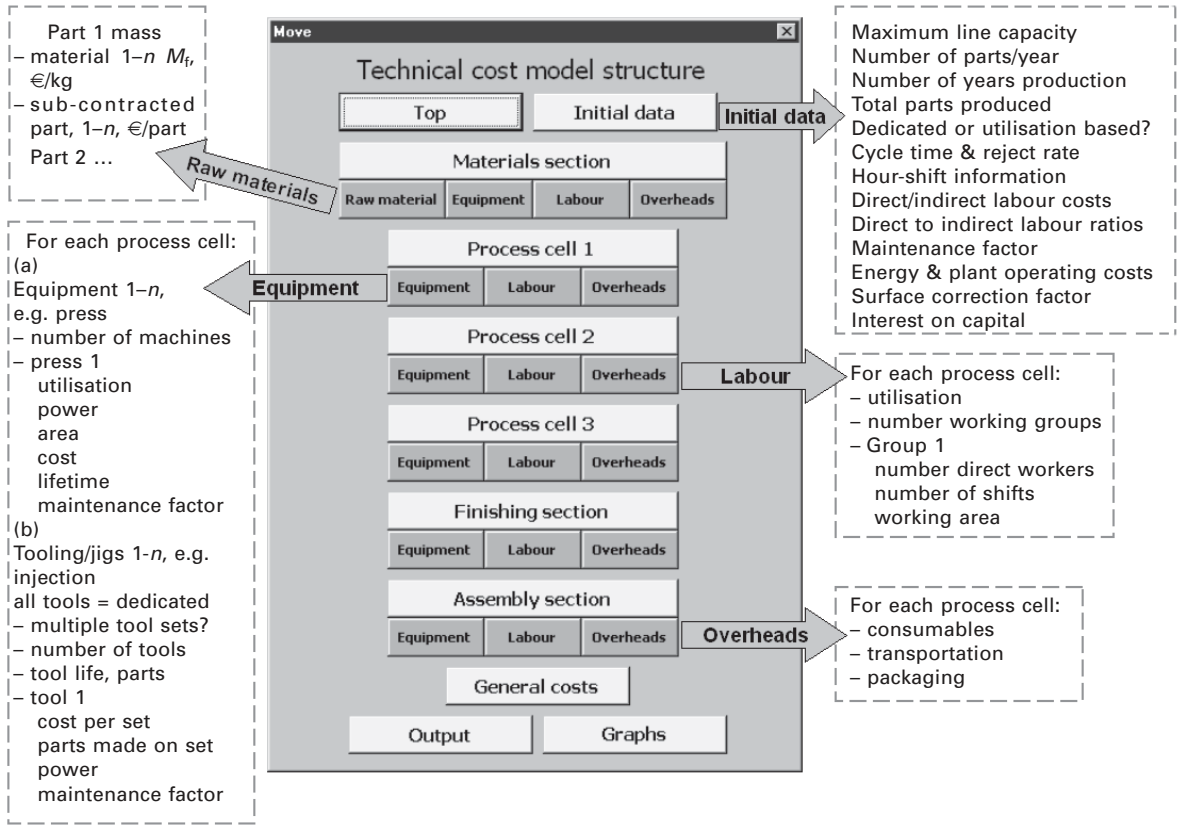 Part 1 mass
– material 1–n Mf,
€/kg
– sub-contracted
part, 1–n, €/part
Part 2 ...
Raw materials
For each process cell:
(a)
Equipment 1–n,
e.g. press
– number of machines
– press 1
utilisation
power
area
cost
lifetime
maintenance factor
(b)
Tooling/jigs 1-n, e.g.
injection
all tools = dedicated
– multiple tool sets?
– number of tools
– tool life, parts
– tool 1
cost per set
parts made on set
power
maintenance factor
Equipment
Move
Technical cost model structure
Top Initial data
Materials section
Raw material Equipment Labour Overheads
Process cell 1
Equipment Labour Overheads
Process cell 2
Equipment Labour Overheads
Process cell 3
Equipment Labour Overheads
Finishing section
Equipment Labour Overheads
Assembly section
Equipment Labour Overheads
General costs
Output Graphs
Initial data
Maximum line capacity
Number of parts/year
Number of years production
Total parts produced
Dedicated or utilisation based?
Cycle time & reject rate
Hour-shift information
Direct/indirect labour costs
Direct to indirect labour ratios
Maintenance factor
Energy & plant operating costs
Surface correction factor
Interest on capital
Labour
For each process cell:
– utilisation
– number working groups
– Group 1
number direct workers
number of shifts
working area
Overheads
For each process cell:
– consumables
– transportation
– packaging